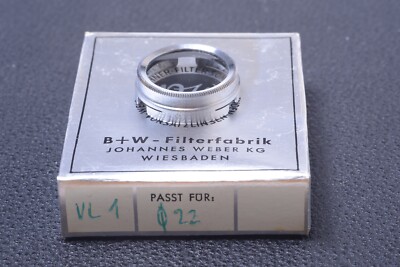 B+W - Filterfabrik
JOHANNES WEBER KG
WIESBADEN
VL 1
PASST FÜR:
ϕ 22